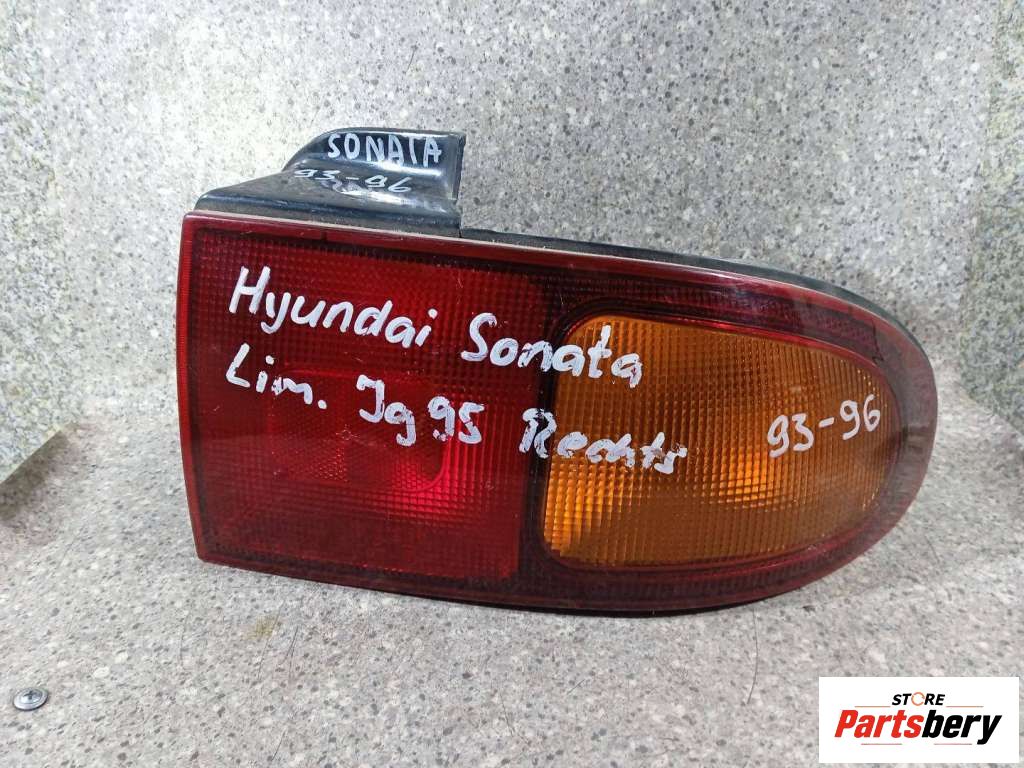 SONATA
93-96
Hyundai Sonata
Lim. Jg 95 Rechts
93-96
STORE
Partsbery